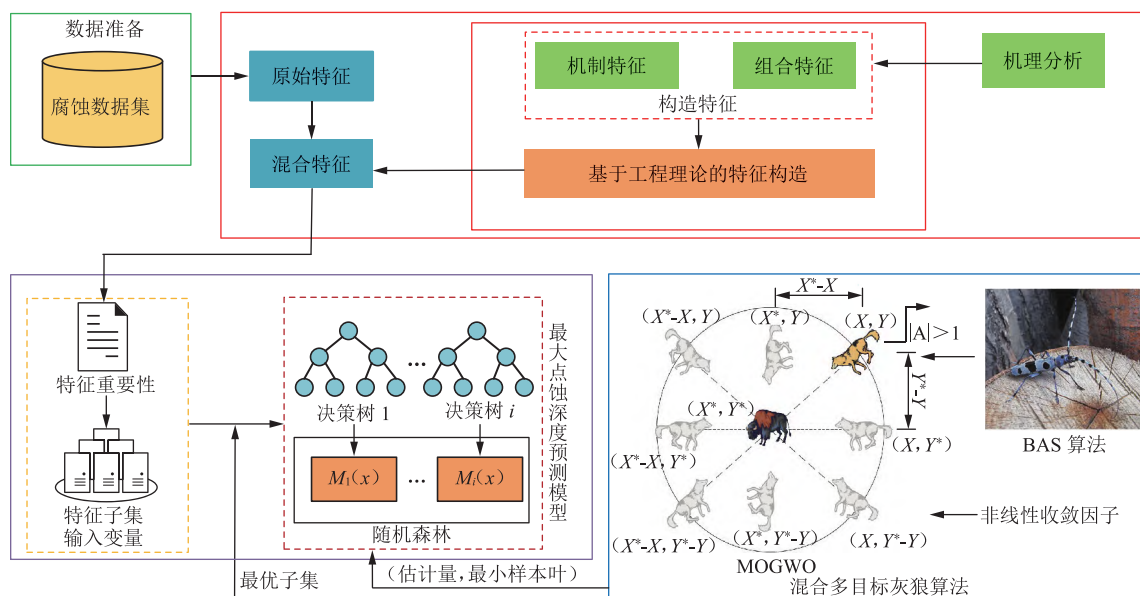 数据准备
腐蚀数据集
原始特征
混合特征
机制特征
组合特征
构造特征
机理分析
基于工程理论的特征构造
特征重要性
特征子集
输入变量
决策树 1
...
决策树 i
M₁(x)
...
Mᵢ(x)
随机森林
最大点蚀深度预测模型
最优子集
(估计量,最小样本叶)
X*-X
(X*-X, Y)
(X*, Y)
(X, Y)
|A|>1
Y*-Y
(X*, Y*)
(X*-X, Y*)
(X, Y*)
(X*-X, Y*-Y)
(X*, Y*-Y)
(X, Y*-Y)
MOGWO
BAS 算法
非线性收敛因子
混合多目标灰狼算法